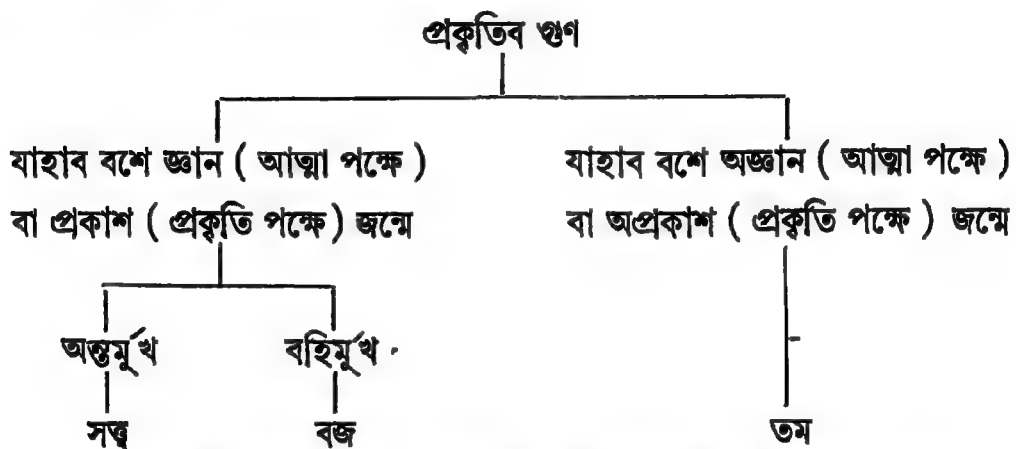 প্রকৃতিব গুণ
যাহাব বশে জ্ঞান ( আত্মা পক্ষে )
বা প্রকাশ ( প্রকৃতি পক্ষে ) জন্মে
যাহাব বশে অজ্ঞান ( আত্মা পক্ষে )
বা অপ্রকাশ ( প্রকৃতি পক্ষে ) জন্মে
অন্তর্মুখ
বহির্মুখ
সত্ত্ব
বজ
তম